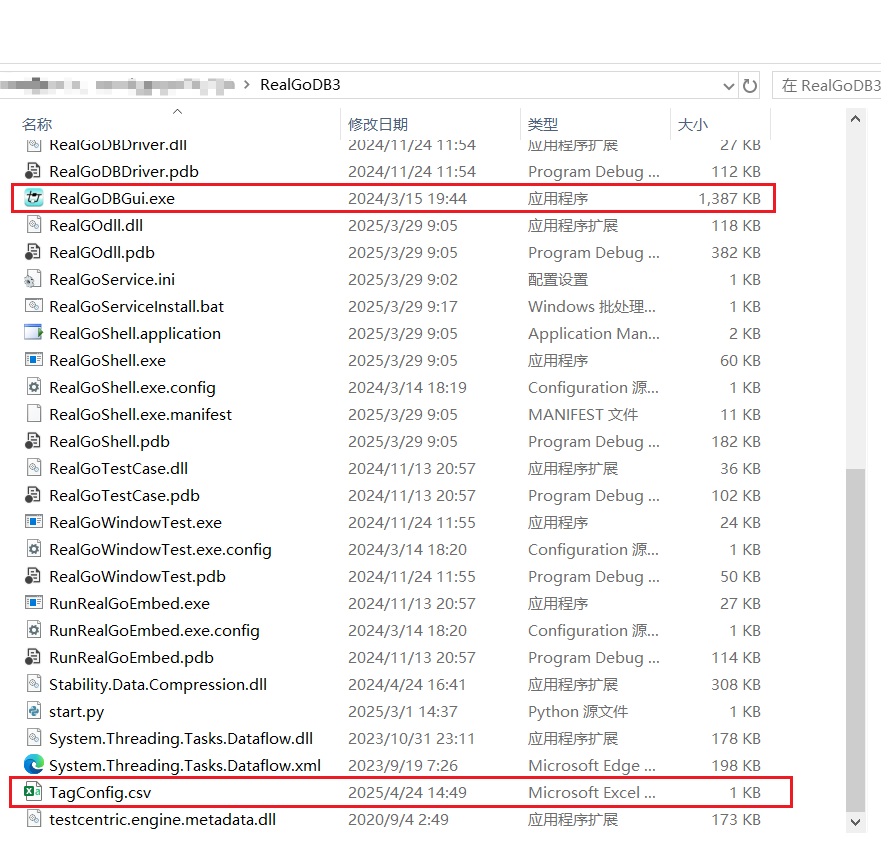 > RealGoDB3
在 RealGoDB3
名称 修改日期 类型 大小
RealGoDBDriver.dll 2024/11/24 11:54 应用程序扩展 27 KB
RealGoDBDriver.pdb 2024/11/24 11:54 Program Debug ... 112 KB
RealGoDBGui.exe 2024/3/15 19:44 应用程序 1,387 KB
RealGOdll.dll 2025/3/29 9:05 应用程序扩展 118 KB
RealGOdll.pdb 2025/3/29 9:05 Program Debug ... 382 KB
RealGoService.ini 2025/3/29 9:02 配置设置 1 KB
RealGoServiceInstall.bat 2025/3/29 9:17 Windows 批处理... 1 KB
RealGoShell.application 2025/3/29 9:05 Application Man... 2 KB
RealGoShell.exe 2025/3/29 9:05 应用程序 60 KB
RealGoShell.exe.config 2024/3/14 18:19 Configuration 源... 1 KB
RealGoShell.exe.manifest 2025/3/29 9:05 MANIFEST 文件 11 KB
RealGoShell.pdb 2025/3/29 9:05 Program Debug ... 182 KB
RealGoTestCase.dll 2024/11/13 20:57 应用程序扩展 36 KB
RealGoTestCase.pdb 2024/11/13 20:57 Program Debug ... 102 KB
RealGoWindowTest.exe 2024/11/24 11:55 应用程序 24 KB
RealGoWindowTest.exe.config 2024/3/14 18:20 Configuration 源... 1 KB
RealGoWindowTest.pdb 2024/11/24 11:55 Program Debug ... 50 KB
RunRealGoEmbed.exe 2024/11/13 20:57 应用程序 27 KB
RunRealGoEmbed.exe.config 2024/3/14 18:20 Configuration 源... 1 KB
RunRealGoEmbed.pdb 2024/11/13 20:57 Program Debug ... 114 KB
Stability.Data.Compression.dll 2024/4/24 16:41 应用程序扩展 308 KB
start.py 2025/3/1 14:37 Python 源文件 1 KB
System.Threading.Tasks.Dataflow.dll 2023/10/31 23:11 应用程序扩展 178 KB
System.Threading.Tasks.Dataflow.xml 2023/9/19 7:26 Microsoft Edge ... 198 KB
TagConfig.csv 2025/4/24 14:49 Microsoft Excel ... 1 KB
testcentric.engine.metadata.dll 2020/9/4 2:49 应用程序扩展 173 KB